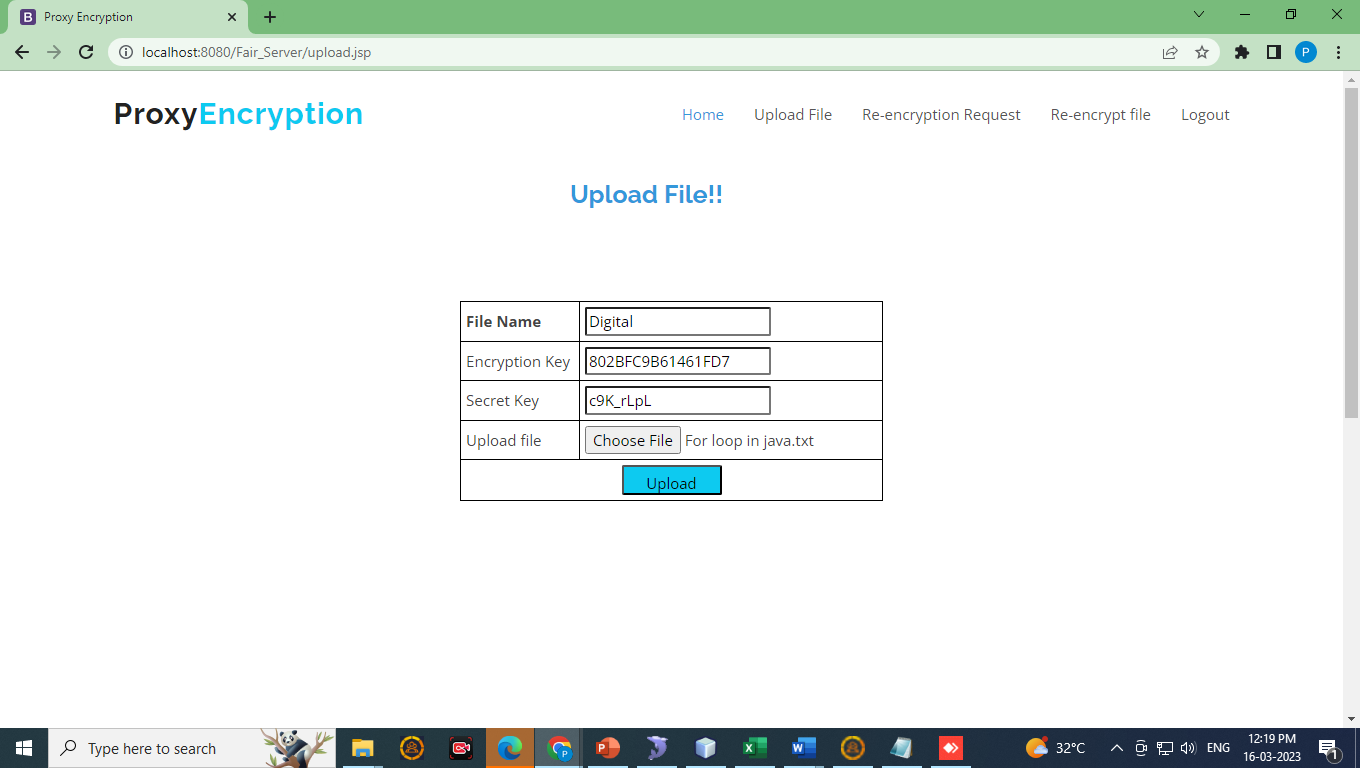 Proxy Encryption
localhost:8080/Fair_Server/upload.jsp
P
ProxyEncryption
Home Upload File Re-encryption Request Re-encrypt file Logout
Upload File!!
File Name Digital
Encryption Key 802BFC9B61461FD7
Secret Key c9K_rLpL
Upload file Choose File For loop in java.txt
Upload
Type here to search
32°C
ENG
12:19 PM
16-03-2023
1